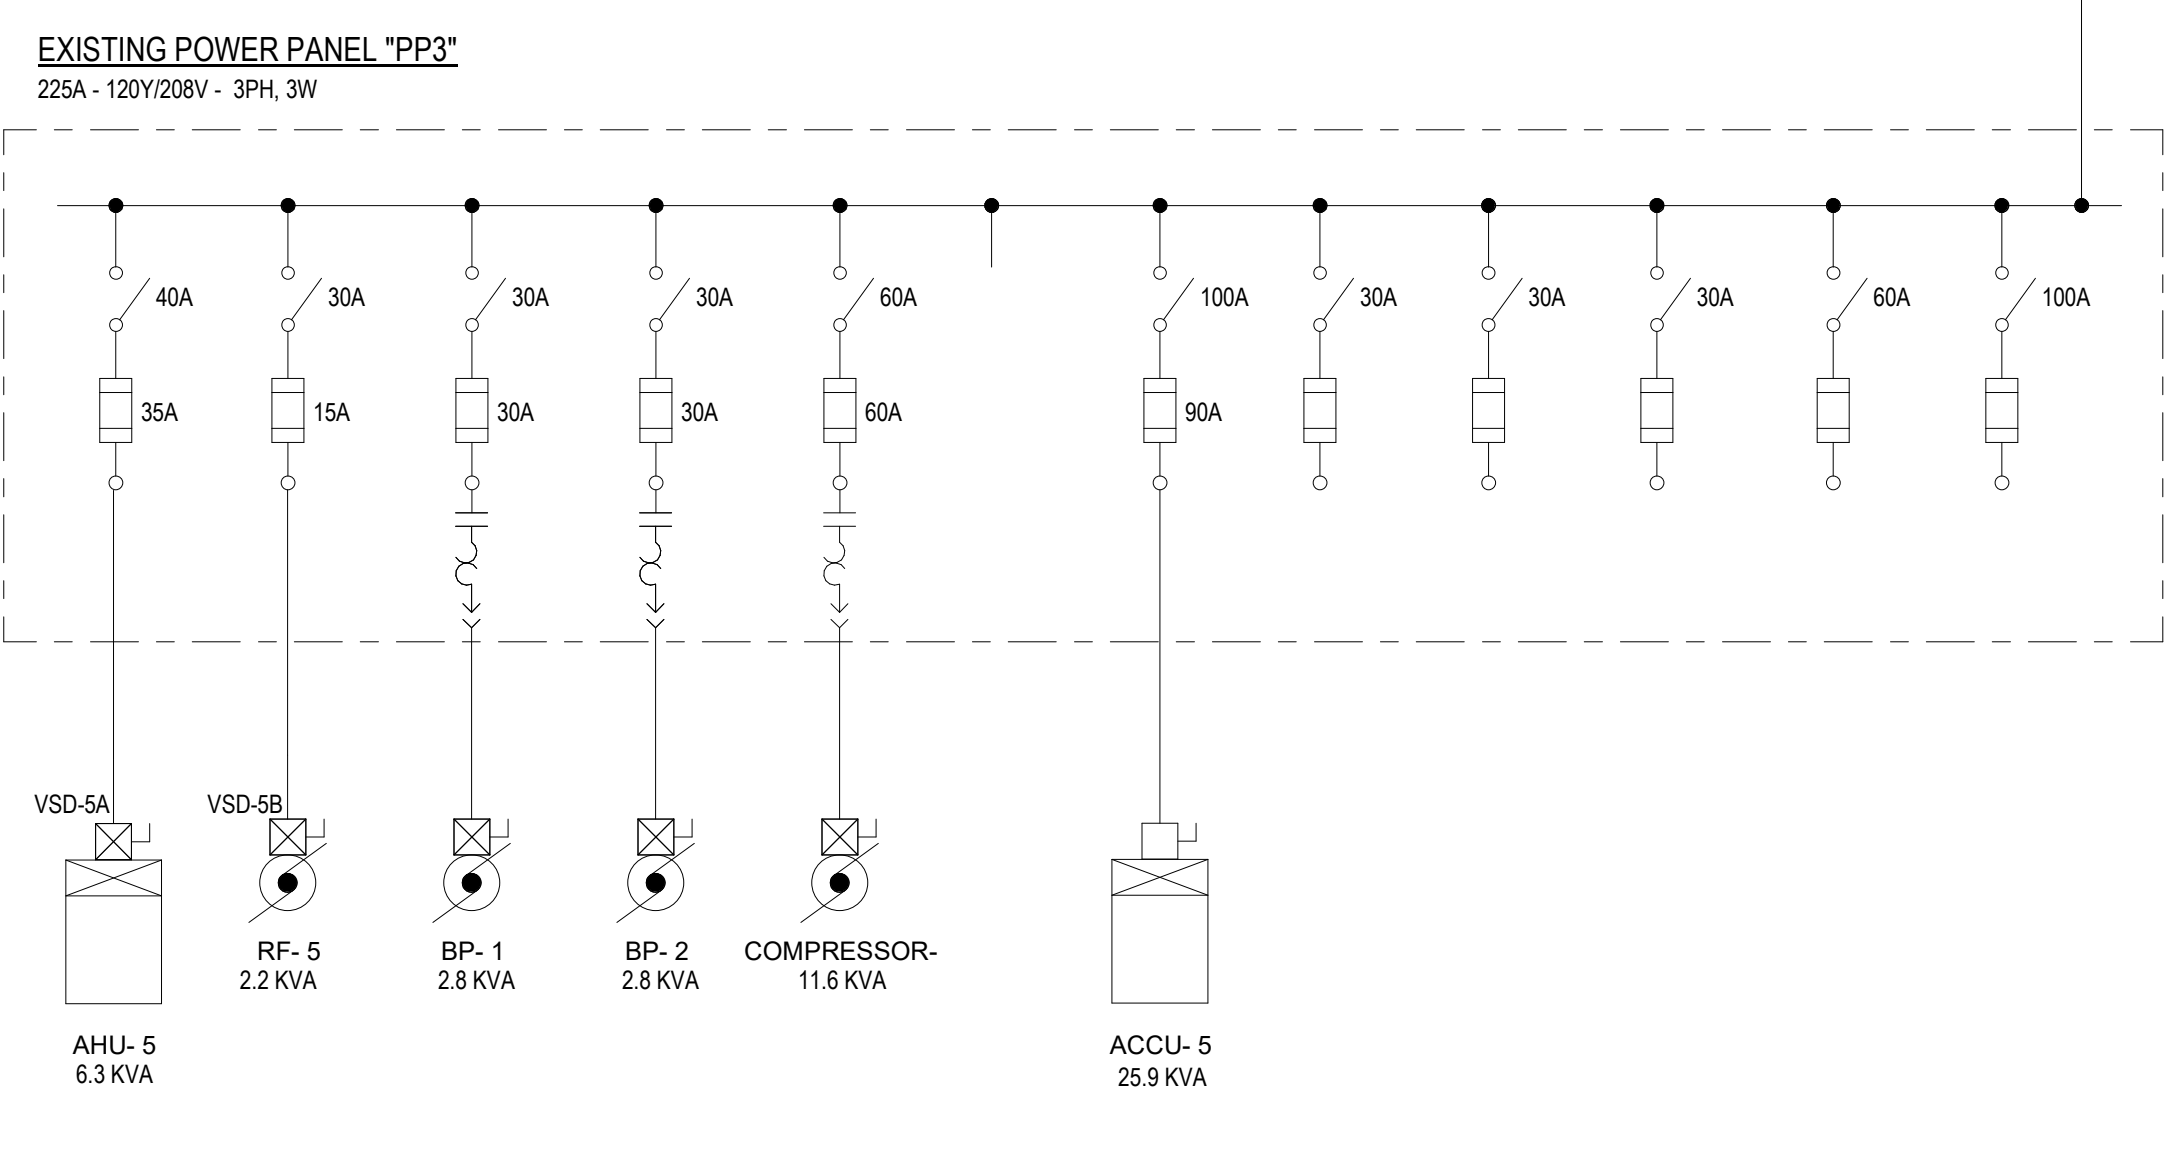 EXISTING POWER PANEL "PP3"
225A - 120Y/208V - 3PH, 3W
40A
30A
30A
30A
60A
100A
30A
30A
30A
60A
100A
35A
15A
30A
30A
60A
90A
VSD-5A
VSD-5B
RF- 5
2.2 KVA
BP- 1
2.8 KVA
BP- 2
2.8 KVA
COMPRESSOR-
11.6 KVA
AHU- 5
6.3 KVA
ACCU- 5
25.9 KVA